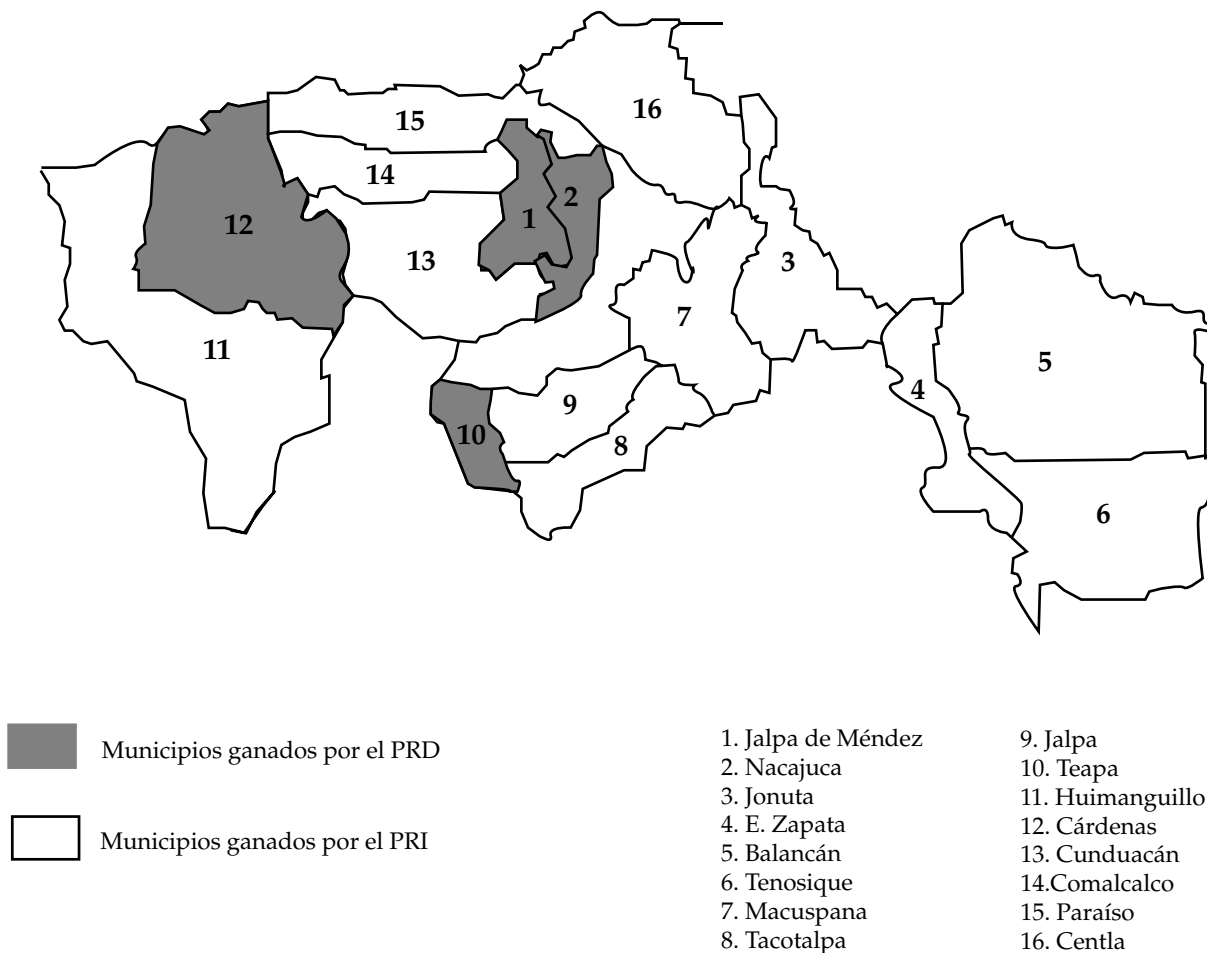 16
15
14
2
12
1
13
3
7
11
5
4
9
10
8
6
Municipios ganados por el PRD
Municipios ganados por el PRI
1. Jalpa de Méndez
2. Nacajuca
3. Jonuta
4. E. Zapata
5. Balancán
6. Tenosique
7. Macuspana
8. Tacotalpa
9. Jalpa
10. Teapa
11. Huimanguillo
12. Cárdenas
13. Cunduacán
14.Comalcalco
15. Paraíso
16. Centla